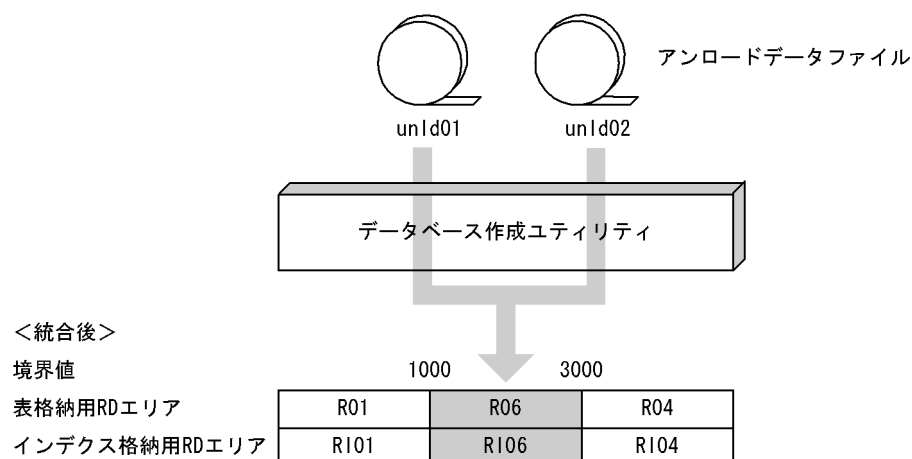 アンロードデータファイル
unld01 unld02
データベース作成ユティリティ
＜統合後＞
境界値 1000 3000
表格納用RDエリア R01 R06 R04
インデクス格納用RDエリア RI01 RI06 RI04